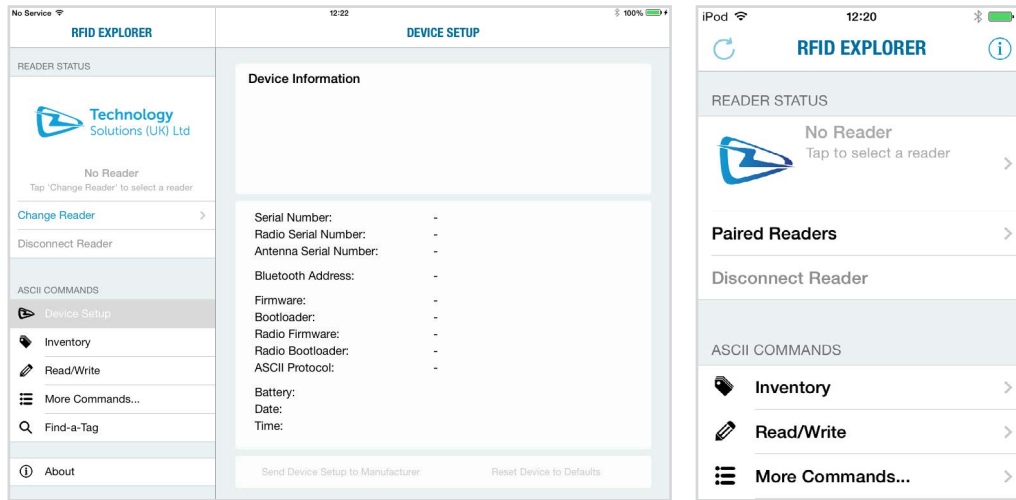 No Service 12:22 100%
RFID EXPLORER
DEVICE SETUP
READER STATUS
Technology
Solutions (UK) Ltd
No Reader
Tap 'Change Reader' to select a reader
Change Reader
Disconnect Reader
ASCII COMMANDS
Device Setup
Inventory
Read/Write
More Commands...
Find-a-Tag
About
Device Information
Serial Number: -
Radio Serial Number: -
Antenna Serial Number: -
Bluetooth Address: -
Firmware: -
Bootloader: -
Radio Firmware: -
Radio Bootloader: -
ASCII Protocol: -
Battery:
Date:
Time:
Send Device Setup to Manufacturer Reset Device to Defaults
iPod 12:20
RFID EXPLORER
READER STATUS
No Reader
Tap to select a reader
Paired Readers
Disconnect Reader
ASCII COMMANDS
Inventory
Read/Write
More Commands...